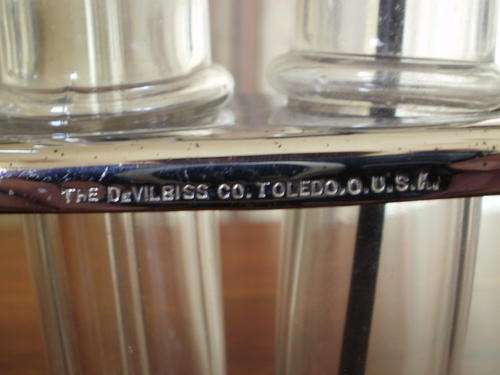 THE DEVILBISS CO. TOLEDO, O. U.S.A.